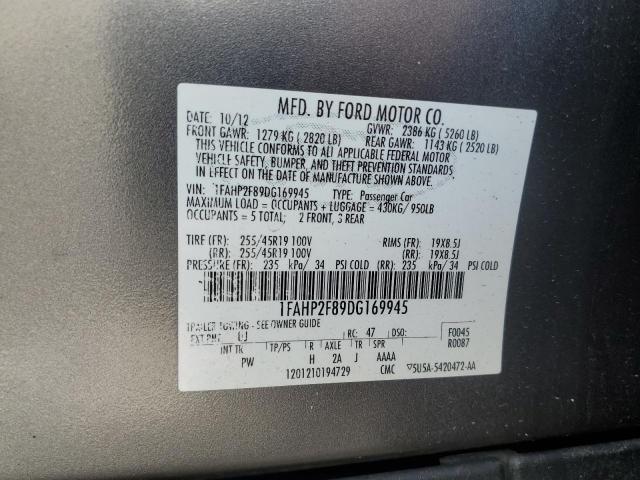 MFD. BY FORD MOTOR CO.
DATE: 10/12 GVWR: 2386 KG ( 5260 LB)
FRONT GAWR: 1279 KG ( 2820 LB) REAR GAWR: 1143 KG ( 2520 LB)
THIS VEHICLE CONFORMS TO ALL APPLICABLE FEDERAL MOTOR
VEHICLE SAFETY, BUMPER, AND THEFT PREVENTION STANDARDS
IN EFFECT ON THE DATE OF MANUFACTURE SHOWN ABOVE.
VIN: 1FAHP2F89DG169945 TYPE: Passenger Car
MAXIMUM LOAD = OCCUPANTS + LUGGAGE = 430KG/ 950LB
OCCUPANTS = 5 TOTAL; 2 FRONT, 3 REAR
TIRE (FR): 255/45R19 100V RIMS (FR): 19X8.5J
(RR): 255/45R19 100V (RR): 19X8.5J
PRESSURE (FR): 235 kPa/ 34 PSI COLD (RR): 235 kPa/ 34 PSI COLD
1FAHP2F89DG169945
TRAILER TOWING - SEE OWNER GUIDE
EXT PNT: UJ RC: 47 DSO: F0045
INT TR TP/PS R AXLE TR SPR R0087
PW H 2A J AAAA
1201210194729 CMC 5U5A-5420472-AA